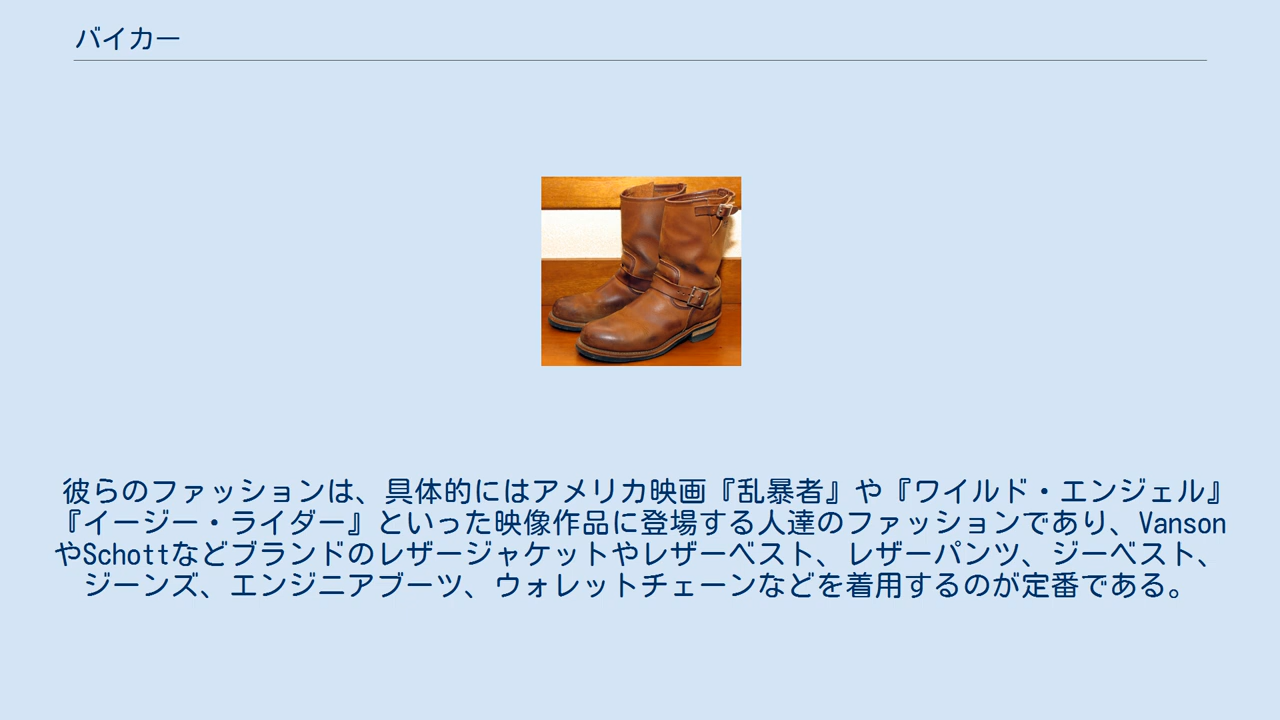 バイカー
彼らのファッションは、具体的にはアメリカ映画『乱暴者』や『ワイルド・エンジェル』
『イージー・ライダー』といった映像作品に登場する人達のファッションであり、Vanson
やSchottなどブランドのレザージャケットやレザーベスト、レザーパンツ、ジーベスト、
ジーンズ、エンジニアブーツ、ウォレットチェーンなどを着用するのが定番である。